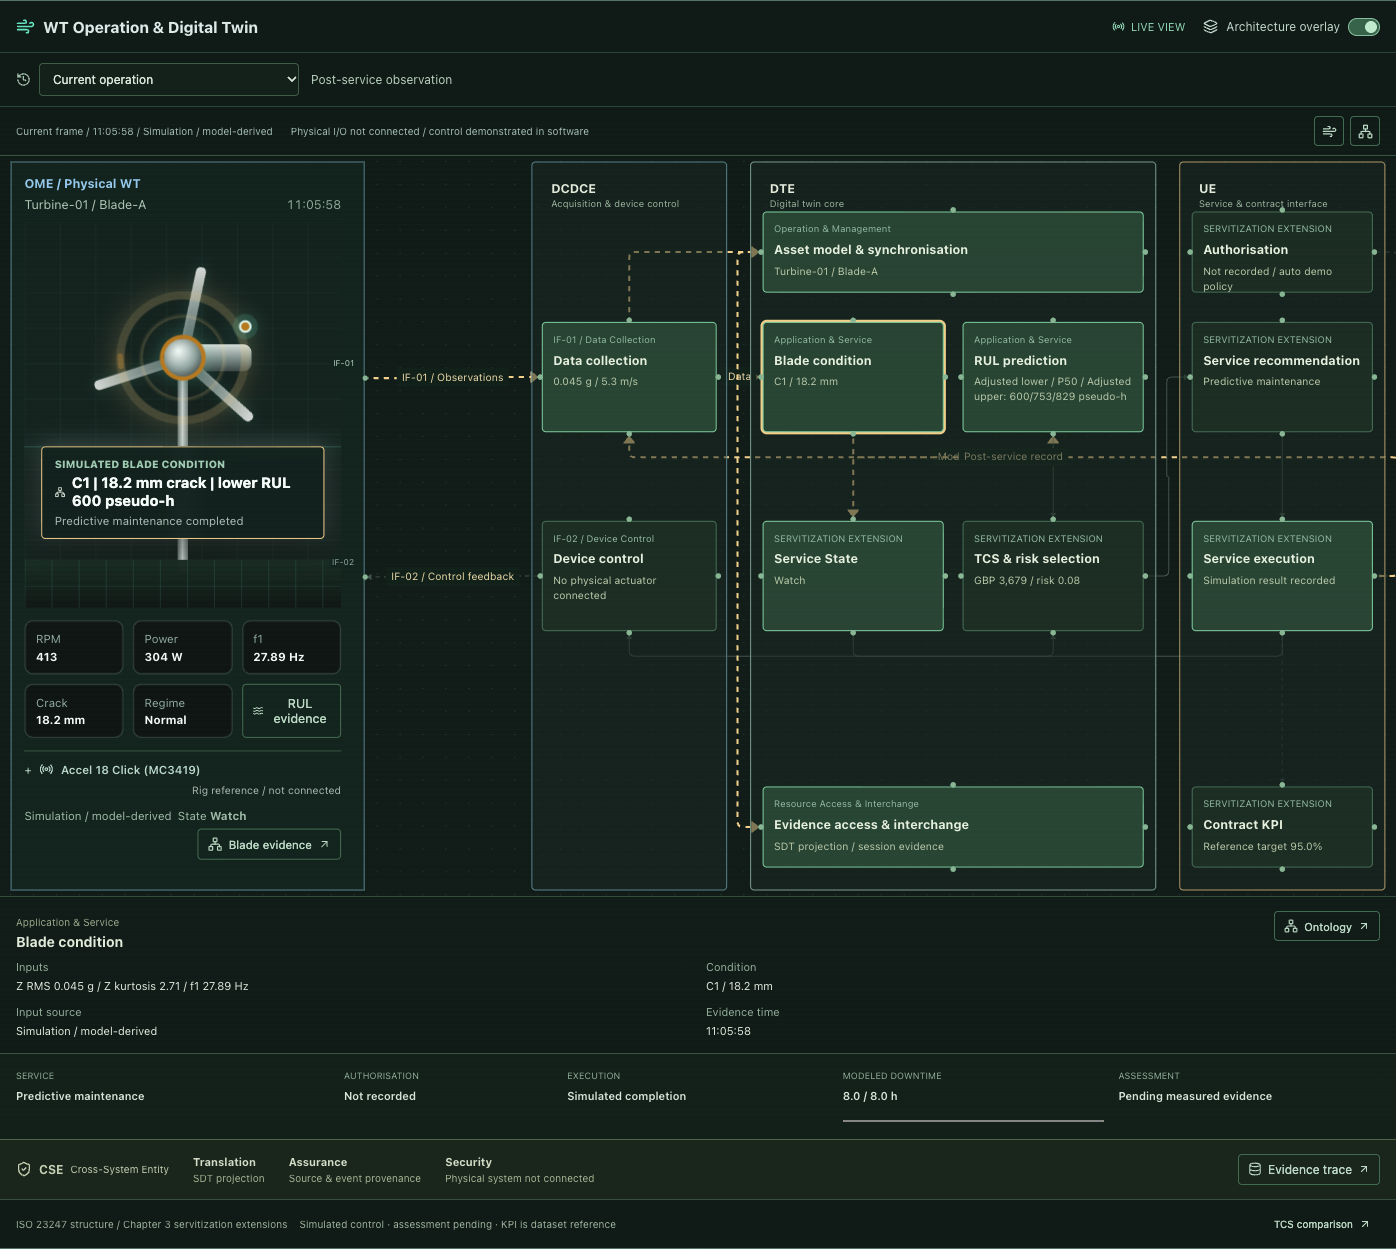 WT Operation & Digital Twin
LIVE VIEW
Architecture overlay
Current operation
Post-service observation
Current frame / 11:05:58 / Simulation / model-derived
Physical I/O not connected / control demonstrated in software
OME / Physical WT
Turbine-01 / Blade-A
11:05:58
IF-01
SIMULATED BLADE CONDITION
C1 | 18.2 mm crack | lower RUL
600 pseudo-h
Predictive maintenance completed
IF-02
RPM
413
Power
304 W
f1
27.89 Hz
Crack
18.2 mm
Regime
Normal
RUL
evidence
+ Accel 18 Click (MC3419)
Rig reference / not connected
Simulation / model-derived State Watch
Blade evidence
IF-01 / Observations
IF-02 / Control feedback
DCDCE
Acquisition & device control
IF-01 / Data Collection
Data collection
0.045 g / 5.3 m/s
IF-02 / Device Control
Device control
No physical actuator
connected
Data
DTE
Digital twin core
Operation & Management
Asset model & synchronisation
Turbine-01 / Blade-A
Application & Service
Blade condition
C1 / 18.2 mm
Application & Service
RUL prediction
Adjusted lower / P50 / Adjusted
upper: 600/753/829 pseudo-h
Mod Post-service record
SERVITIZATION EXTENSION
Service State
Watch
SERVITIZATION EXTENSION
TCS & risk selection
GBP 3,679 / risk 0.08
Resource Access & Interchange
Evidence access & interchange
SDT projection / session evidence
UE
Service & contract interface
SERVITIZATION EXTENSION
Authorisation
Not recorded / auto demo
policy
SERVITIZATION EXTENSION
Service recommendation
Predictive maintenance
SERVITIZATION EXTENSION
Service execution
Simulation result recorded
SERVITIZATION EXTENSION
Contract KPI
Reference target 95.0%
Application & Service
Blade condition
Ontology
Inputs
Z RMS 0.045 g / Z kurtosis 2.71 / f1 27.89 Hz
Condition
C1 / 18.2 mm
Input source
Simulation / model-derived
Evidence time
11:05:58
SERVICE
Predictive maintenance
AUTHORISATION
Not recorded
EXECUTION
Simulated completion
MODELED DOWNTIME
8.0 / 8.0 h
ASSESSMENT
Pending measured evidence
CSE Cross-System Entity
Translation
SDT projection
Assurance
Source & event provenance
Security
Physical system not connected
Evidence trace
ISO 23247 structure / Chapter 3 servitization extensions
Simulated control · assessment pending · KPI is dataset reference
TCS comparison